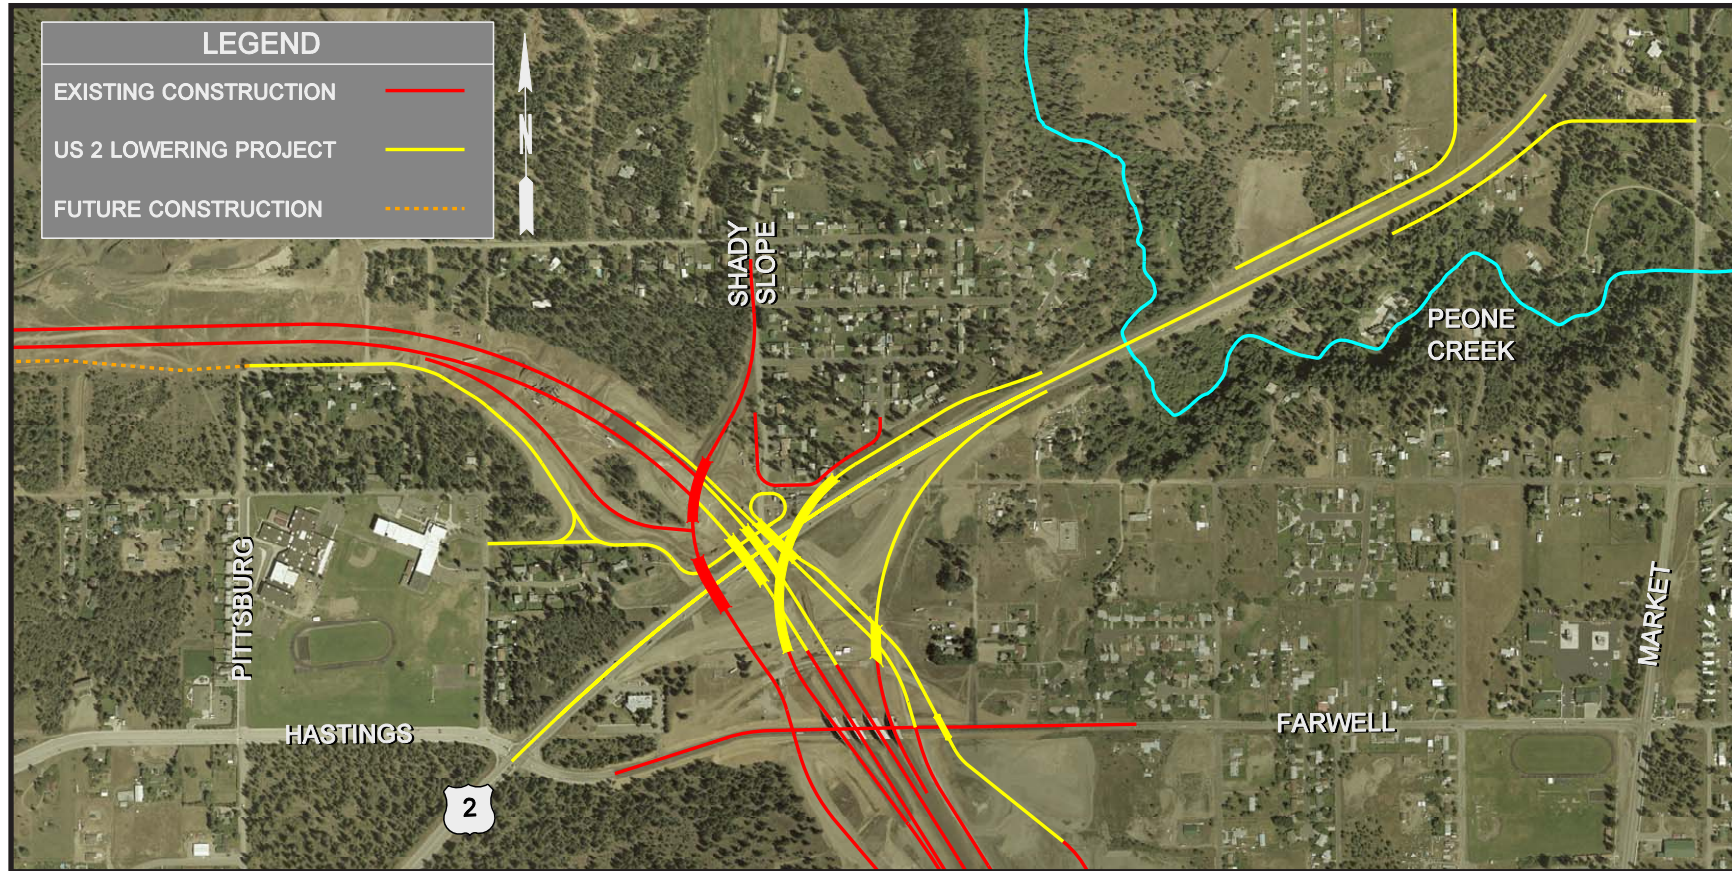 LEGEND
EXISTING CONSTRUCTION
US 2 LOWERING PROJECT
FUTURE CONSTRUCTION
N
SHADY
SLOPE
PEONE
CREEK
PITTSBURG
MARKET
HASTINGS
FARWELL
2